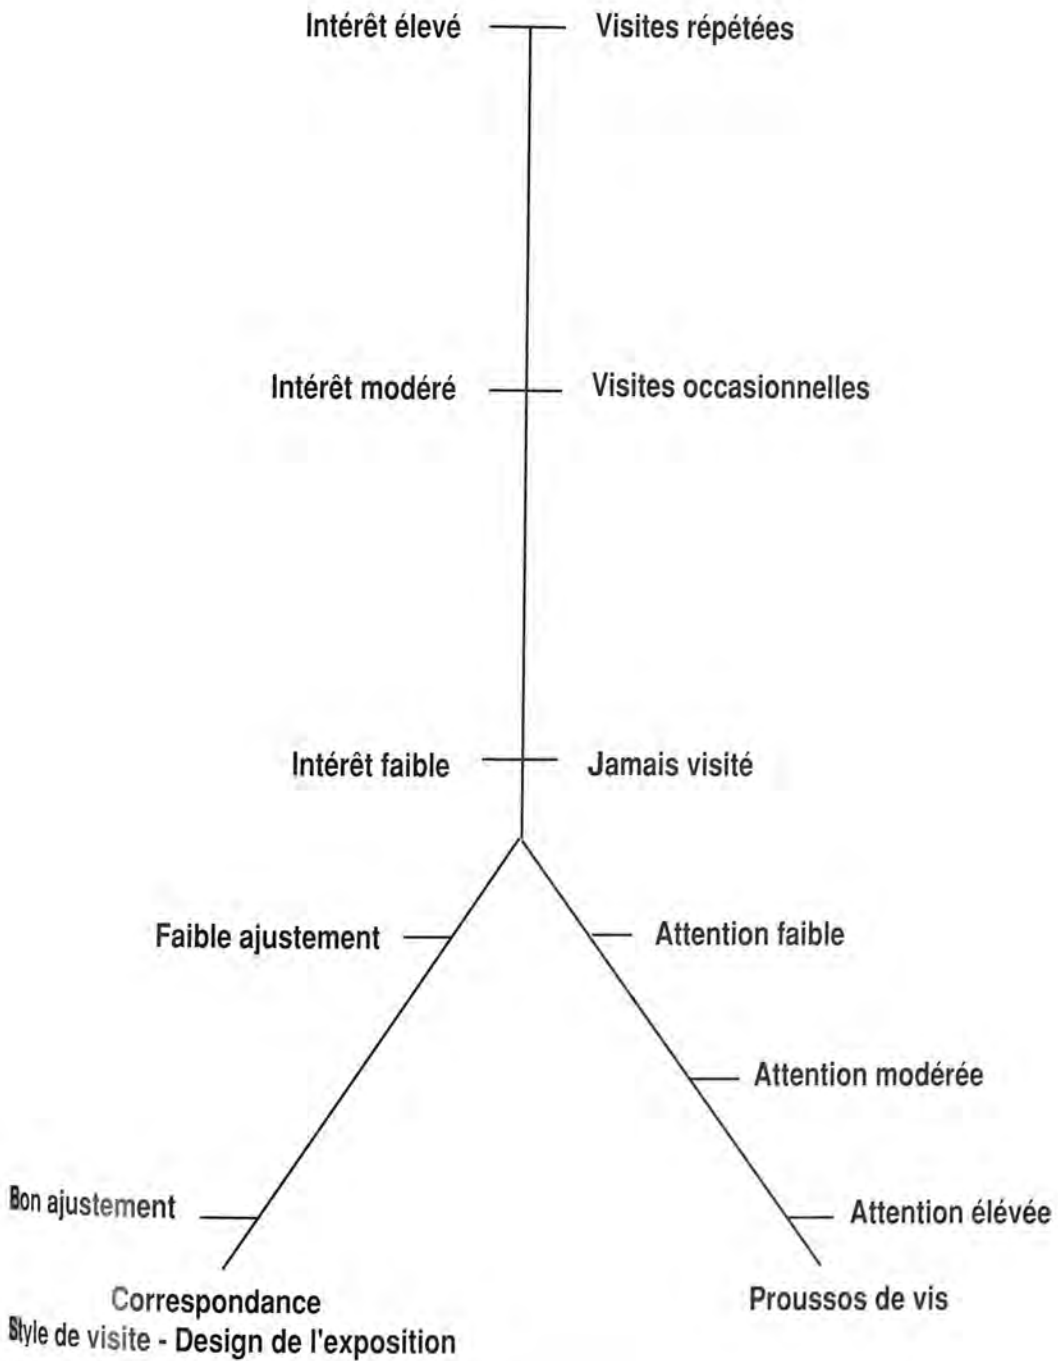 Intérêt élevé Visites répétées
Intérêt modéré Visites occasionnelles
Intérêt faible Jamais visité
Faible ajustement Attention faible
Attention modérée
Bon ajustement Attention élévée
Correspondance Proussos de vis
Style de visite - Design de l'exposition